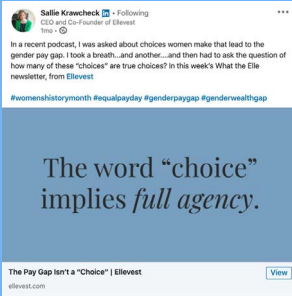 Sallie Krawcheck in • Following
CEO and Co-Founder of Ellevest
1mo •
In a recent podcast, I was asked about choices women make that lead to the
gender pay gap. I took a breath...and another....and then had to ask the question of
how many of these “choices” are true choices? In this week's What the Elle
newsletter, from Ellevest
#womenshistorymonth #equalpayday #genderpaygap #genderwealthgap
The word “choice”
implies full agency.
The Pay Gap Isn't a “Choice” | Ellevest
View
ellevest.com